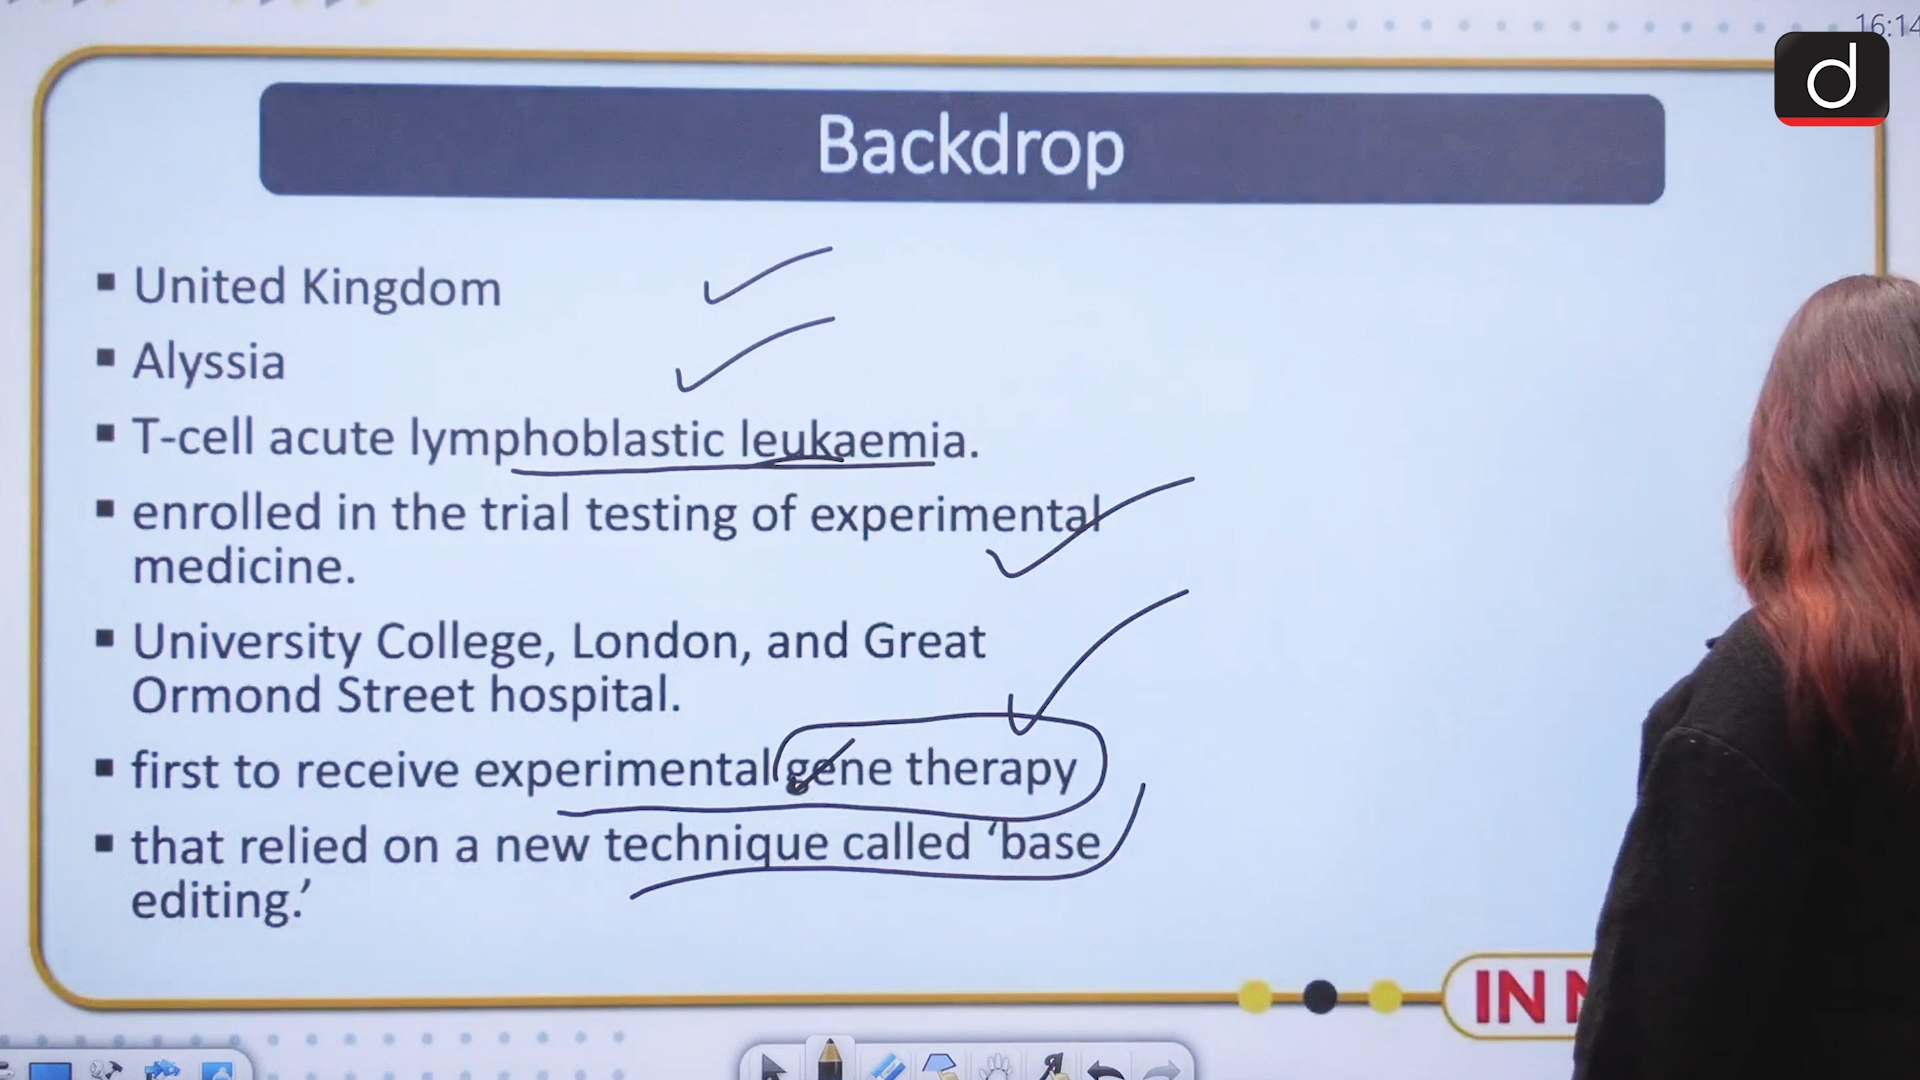 16:14
d
Backdrop
▪ United Kingdom
▪ Alyssia
▪ T-cell acute lymphoblastic leukaemia.
▪ enrolled in the trial testing of experimental
medicine.
▪ University College, London, and Great
Ormond Street hospital.
▪ first to receive experimental gene therapy
▪ that relied on a new technique called ‘base
editing.’
IN